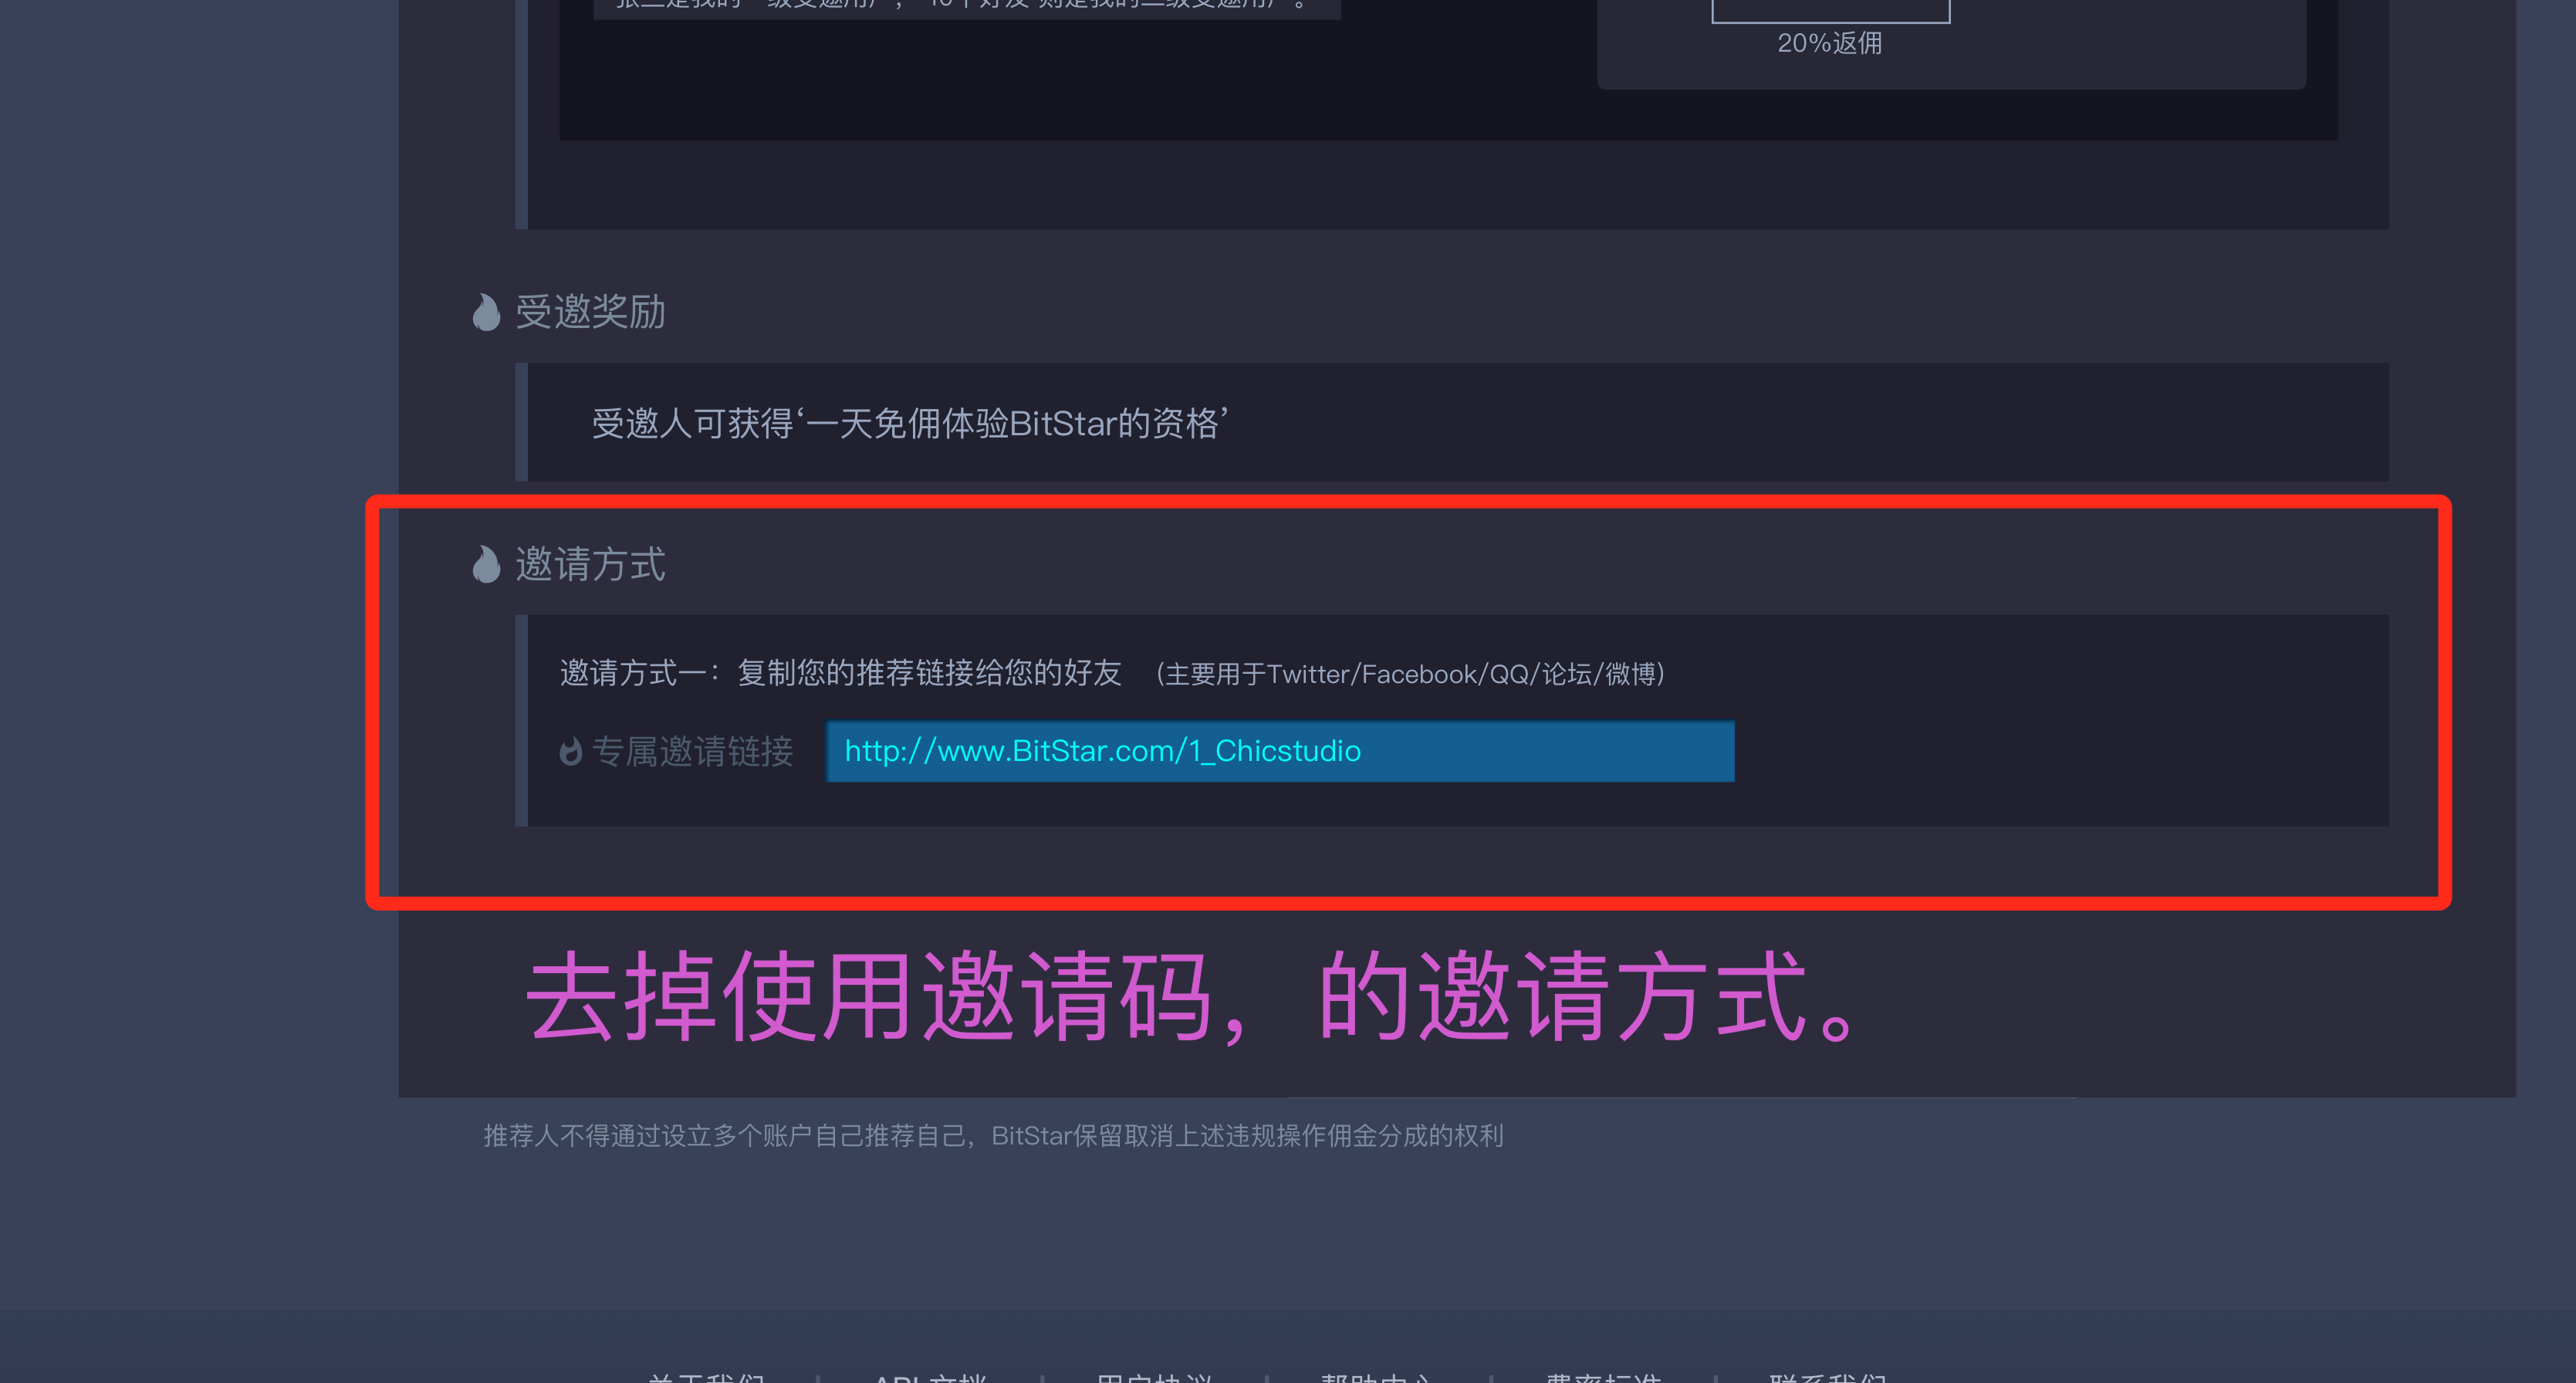 20%返佣
受邀奖励
受邀人可获得‘一天免佣体验BitStar的资格’
邀请方式
邀请方式一：复制您的推荐链接给您的好友 (主要用于Twitter/Facebook/QQ/论坛/微博)
专属邀请链接 http://www.BitStar.com/1_Chicstudio
去掉使用邀请码，的邀请方式。
推荐人不得通过设立多个账户自己推荐自己，BitStar保留取消上述违规操作佣金分成的权利